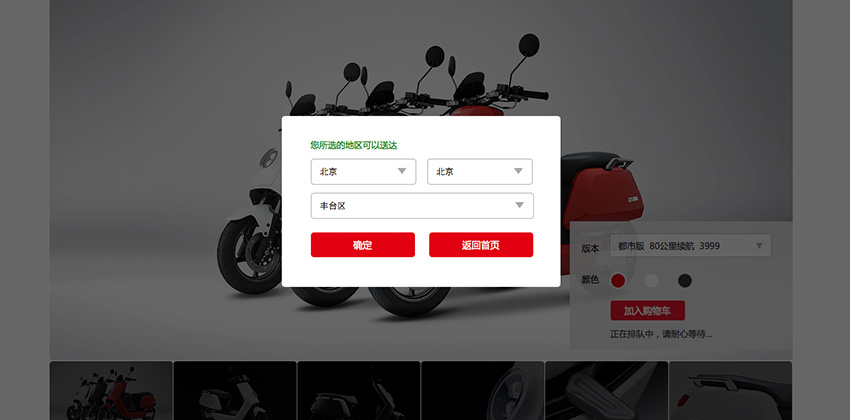 您所选的地区可以送达
北京
北京
丰台区
确定
返回首页
版本
都市版 80公里续航 3999
颜色
加入购物车
正在排队中，请耐心等待...